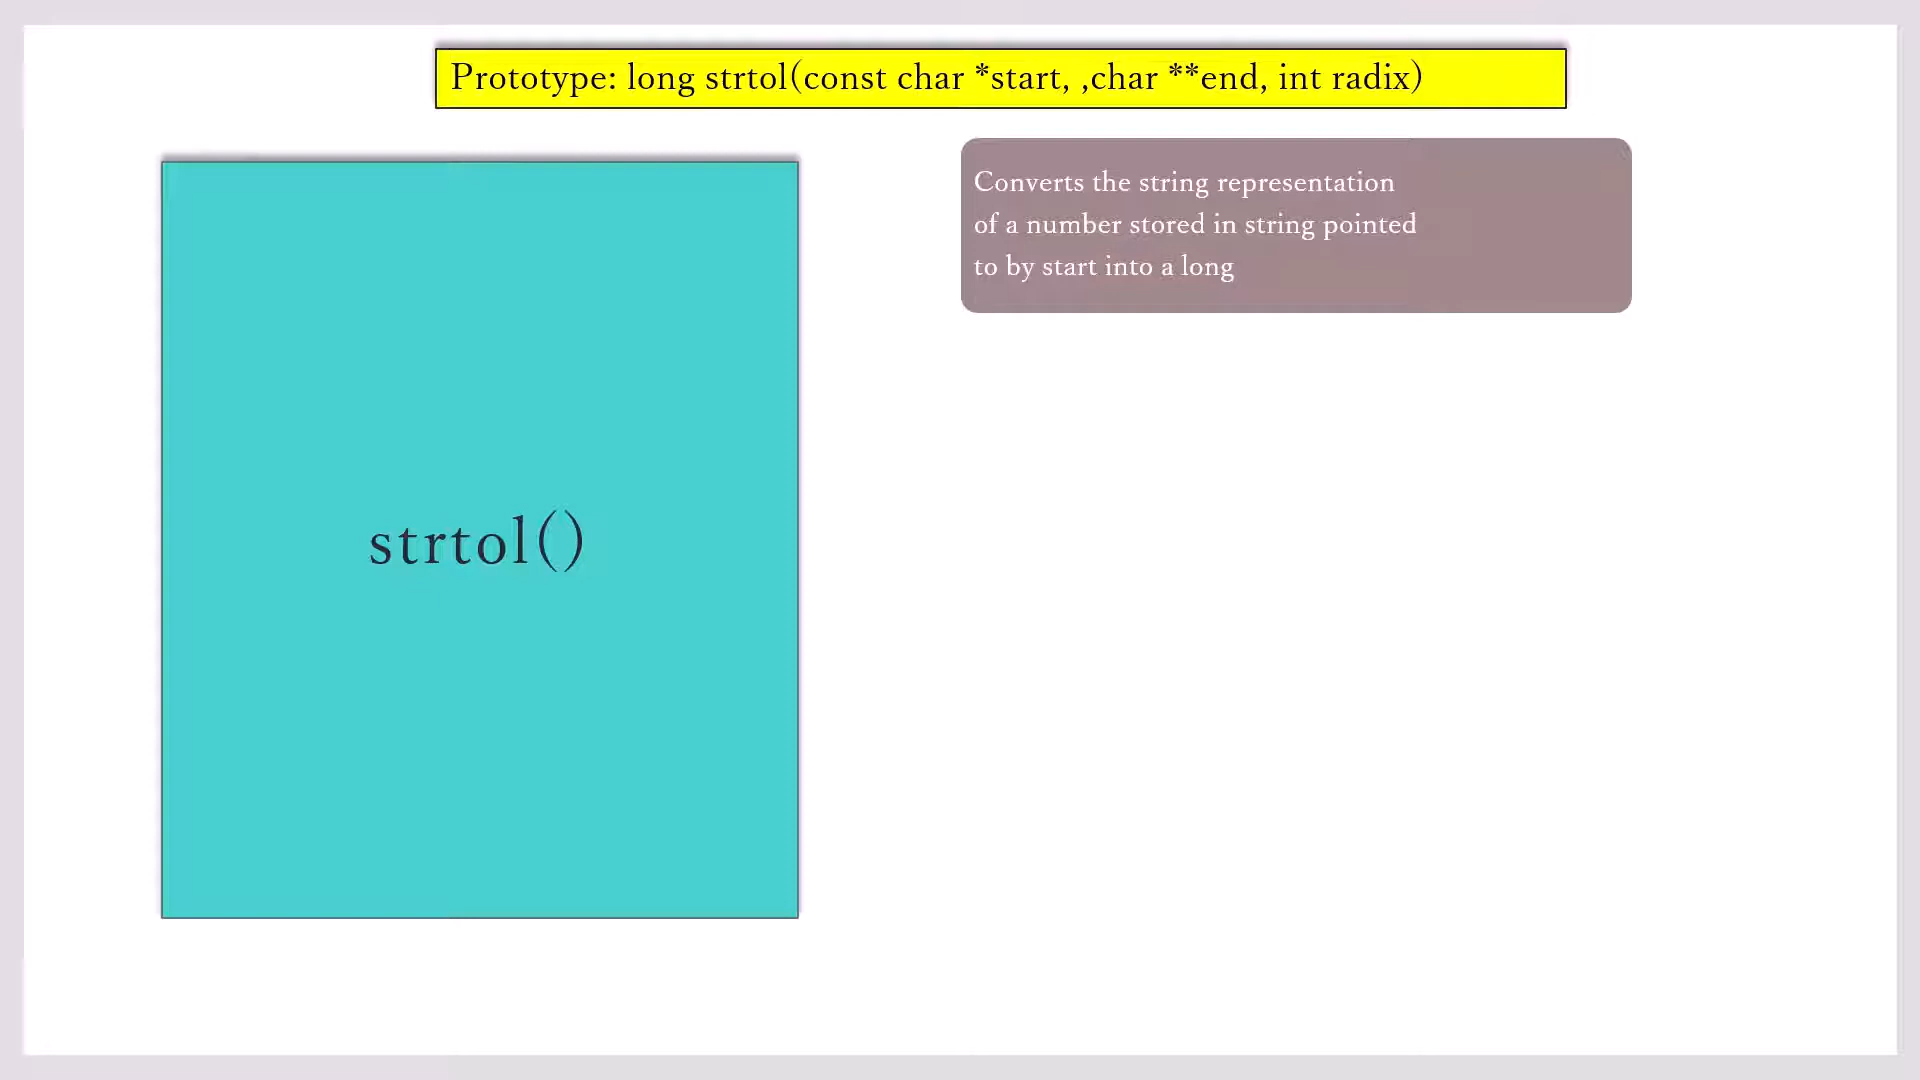 Prototype: long strtol(const char *start, ,char **end, int radix)
Converts the string representation
of a number stored in string pointed
to by start into a long
strtol()